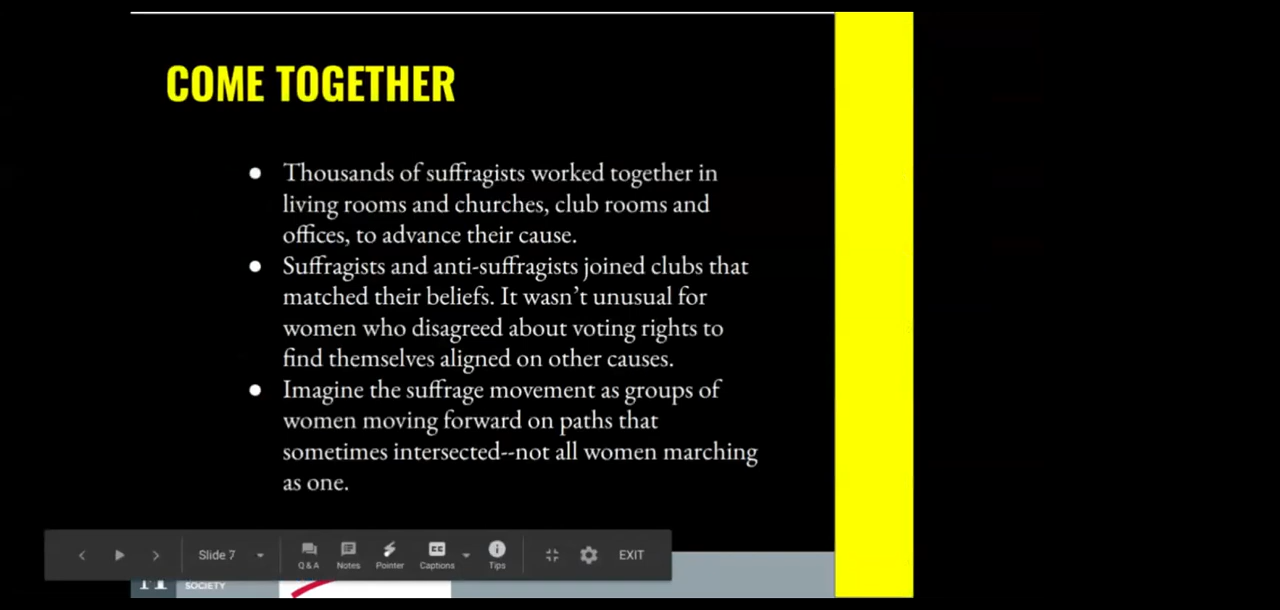 COME TOGETHER
● Thousands of suffragists worked together in
living rooms and churches, club rooms and
offices, to advance their cause.
● Suffragists and anti-suffragists joined clubs that
matched their beliefs. It wasn’t unusual for
women who disagreed about voting rights to
find themselves aligned on other causes.
● Imagine the suffrage movement as groups of
women moving forward on paths that
sometimes intersected--not all women marching
as one.
Slide 7
Q&A
Notes
Pointer
CC
Captions
Tips
EXIT
SOCIETY